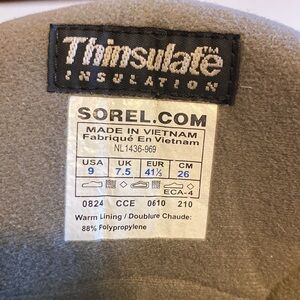 Thinsulate™
INSULATION
SOREL.COM
MADE IN VIETNAM
Fabriqué En Vietnam
NL1436-969
USA UK EUR CM
9 7.5 41½ 26
ECA-4
0824 CCE 0610 210
Warm Lining / Doublure Chaude:
88% Polypropylene